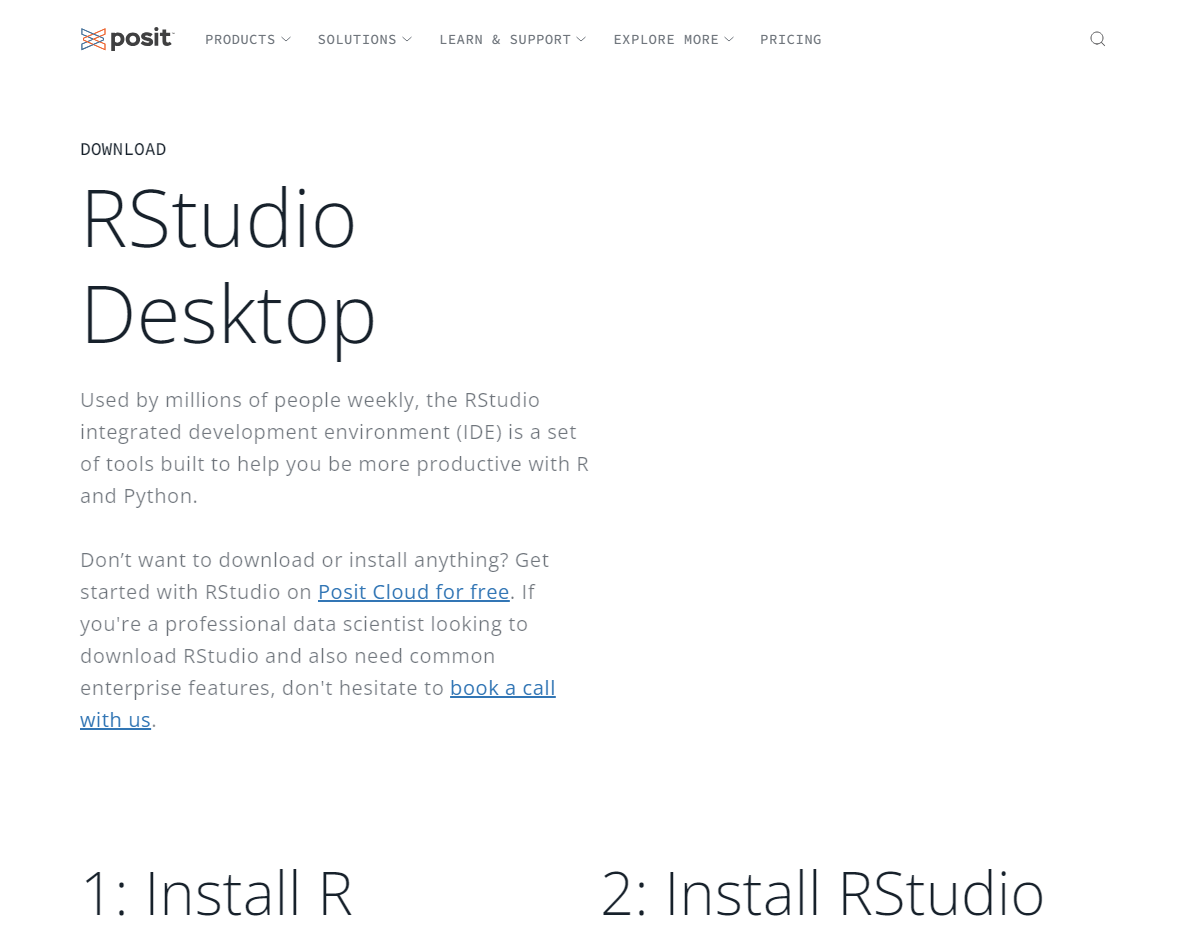 posit PRODUCTS SOLUTIONS LEARN & SUPPORT EXPLORE MORE PRICING
DOWNLOAD
RStudio
Desktop
Used by millions of people weekly, the RStudio
integrated development environment (IDE) is a set
of tools built to help you be more productive with R
and Python.
Don’t want to download or install anything? Get
started with RStudio on Posit Cloud for free. If
you're a professional data scientist looking to
download RStudio and also need common
enterprise features, don't hesitate to book a call
with us.
1: Install R 2: Install RStudio